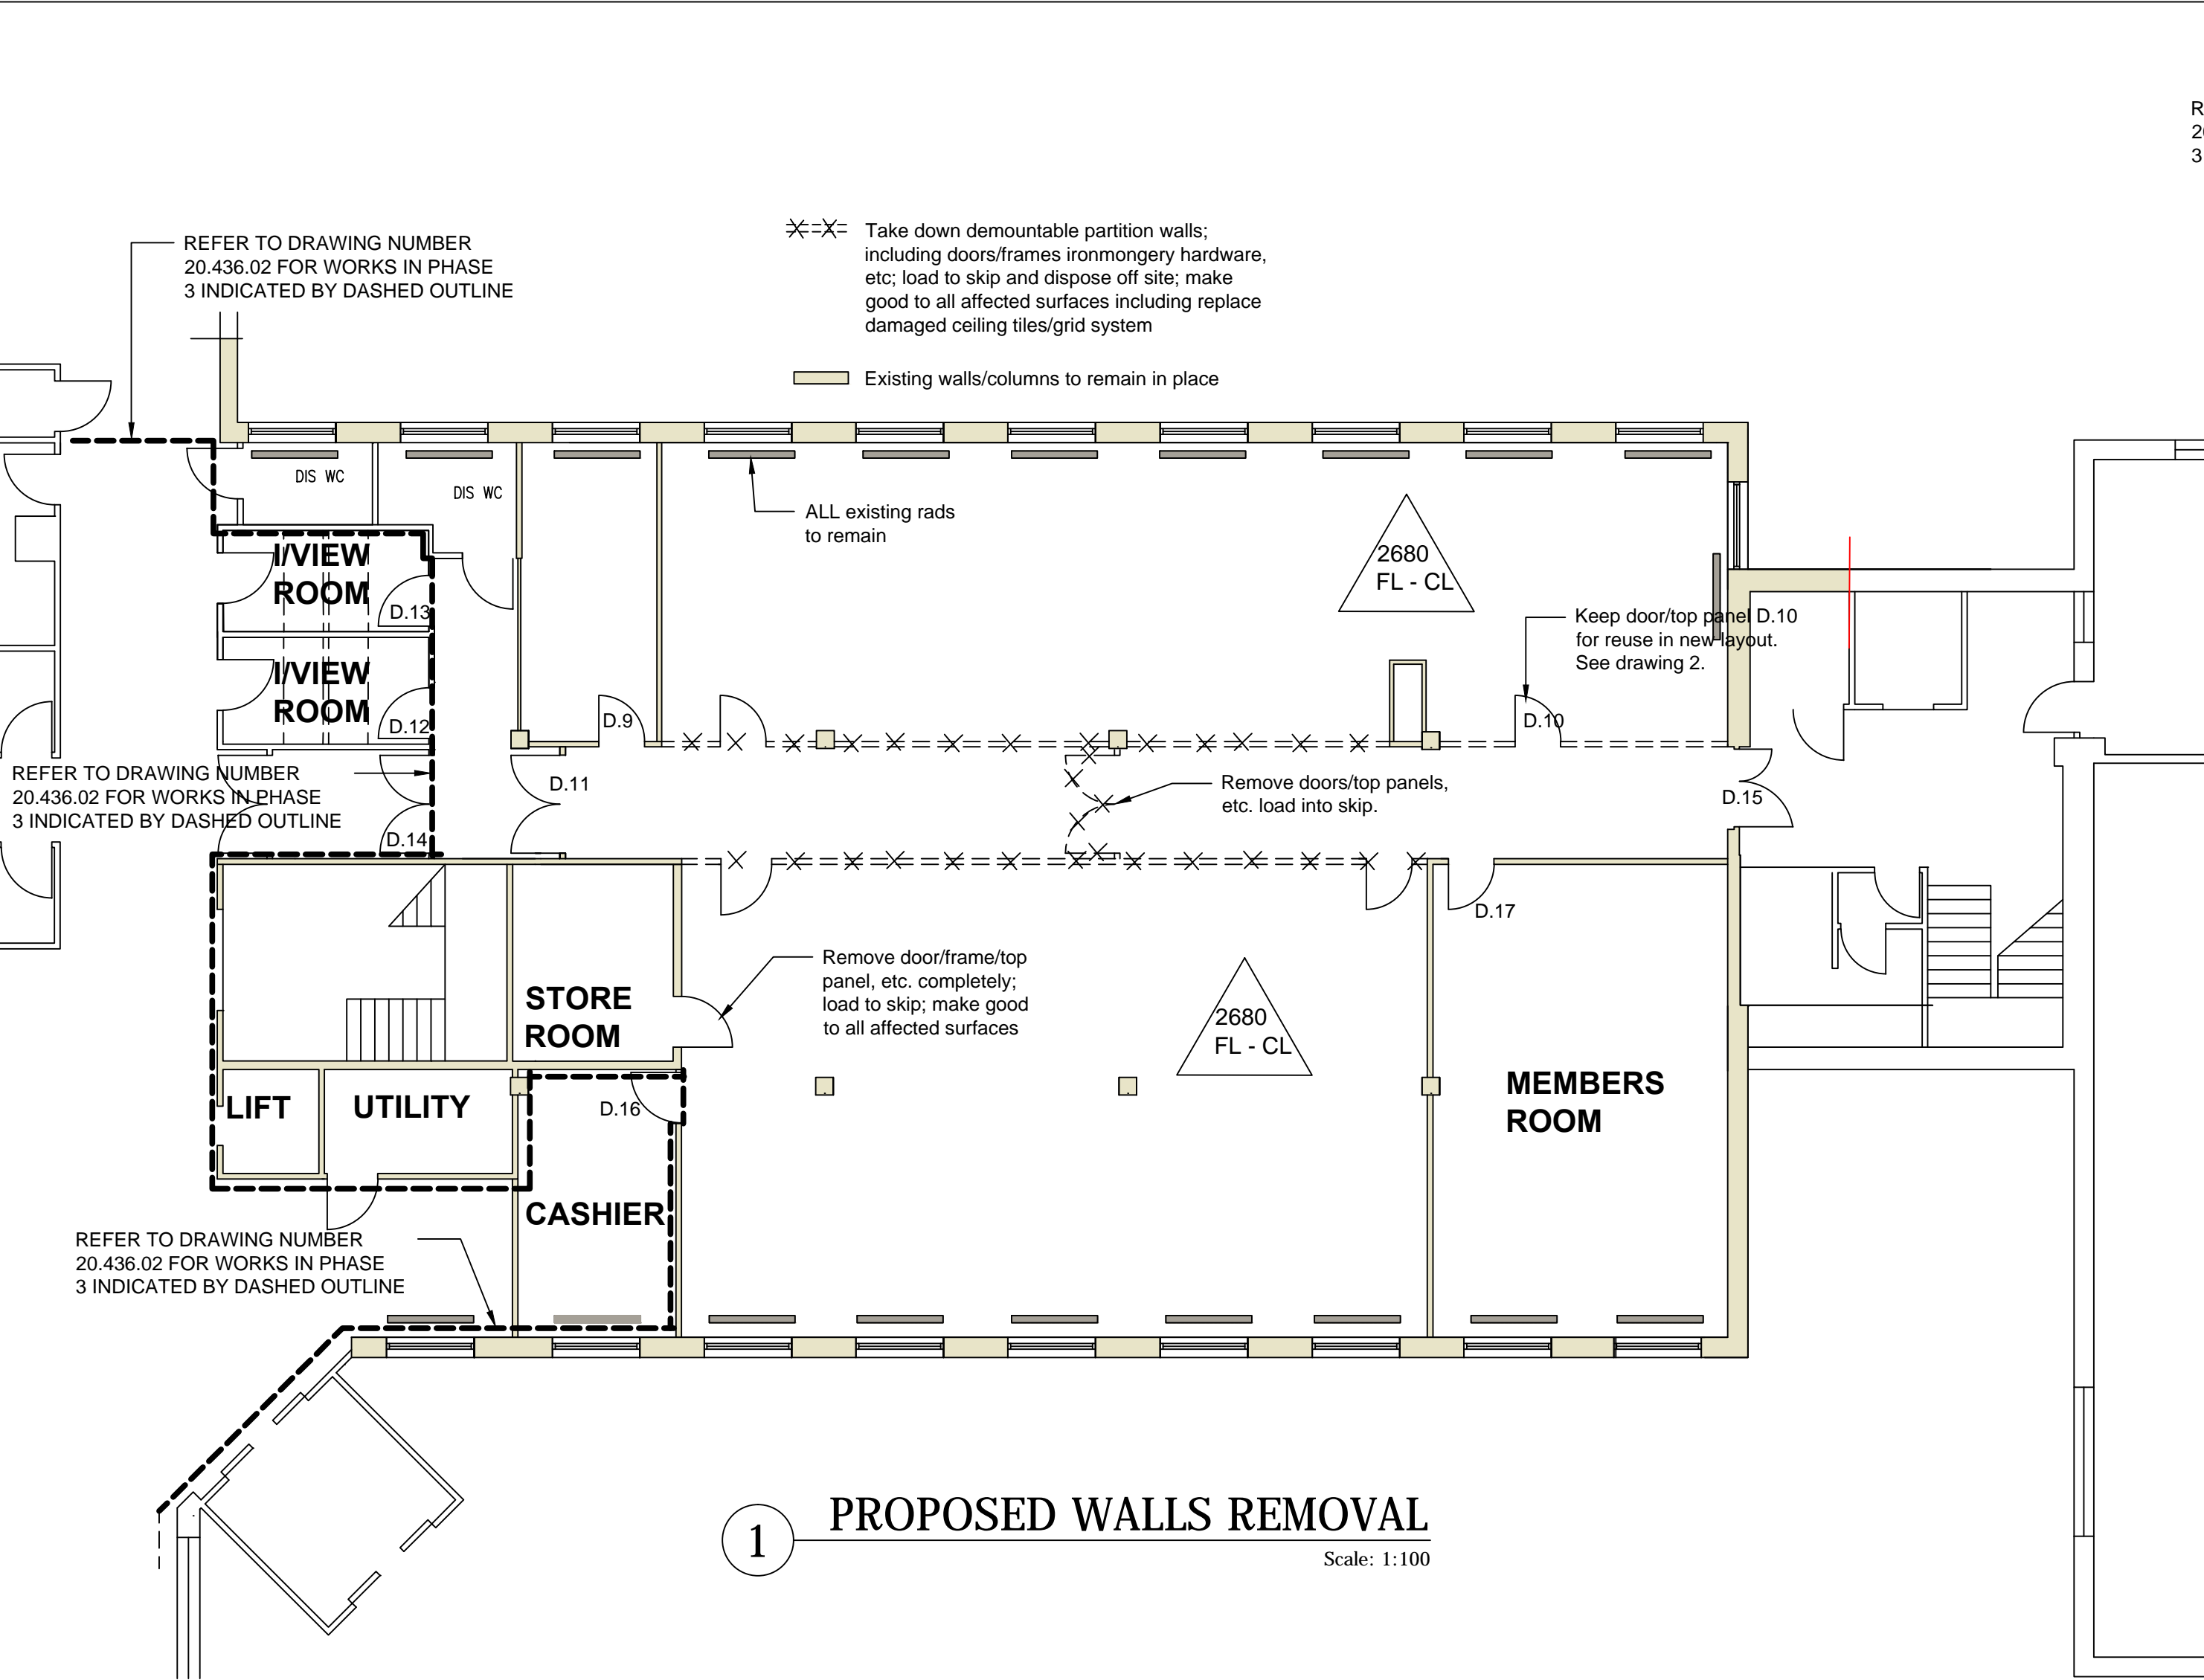 R
20
3
REFER TO DRAWING NUMBER
20.436.02 FOR WORKS IN PHASE
3 INDICATED BY DASHED OUTLINE
Take down demountable partition walls;
including doors/frames ironmongery hardware,
etc; load to skip and dispose off site; make
good to all affected surfaces including replace
damaged ceiling tiles/grid system
Existing walls/columns to remain in place
DIS WC
DIS WC
ALL existing rads
to remain
I/VIEW
ROOM
D.13
2680
FL - CL
Keep door/top panel D.10
for reuse in new layout.
See drawing 2.
I/VIEW
ROOM
D.12
D.9
D.10
REFER TO DRAWING NUMBER
20.436.02 FOR WORKS IN PHASE
3 INDICATED BY DASHED OUTLINE
D.14
D.11
Remove doors/top panels,
etc. load into skip.
D.15
D.17
STORE
ROOM
Remove door/frame/top
panel, etc. completely;
load to skip; make good
to all affected surfaces
2680
FL - CL
MEMBERS
ROOM
LIFT
UTILITY
D.16
CASHIER
REFER TO DRAWING NUMBER
20.436.02 FOR WORKS IN PHASE
3 INDICATED BY DASHED OUTLINE
1
PROPOSED WALLS REMOVAL
Scale: 1:100